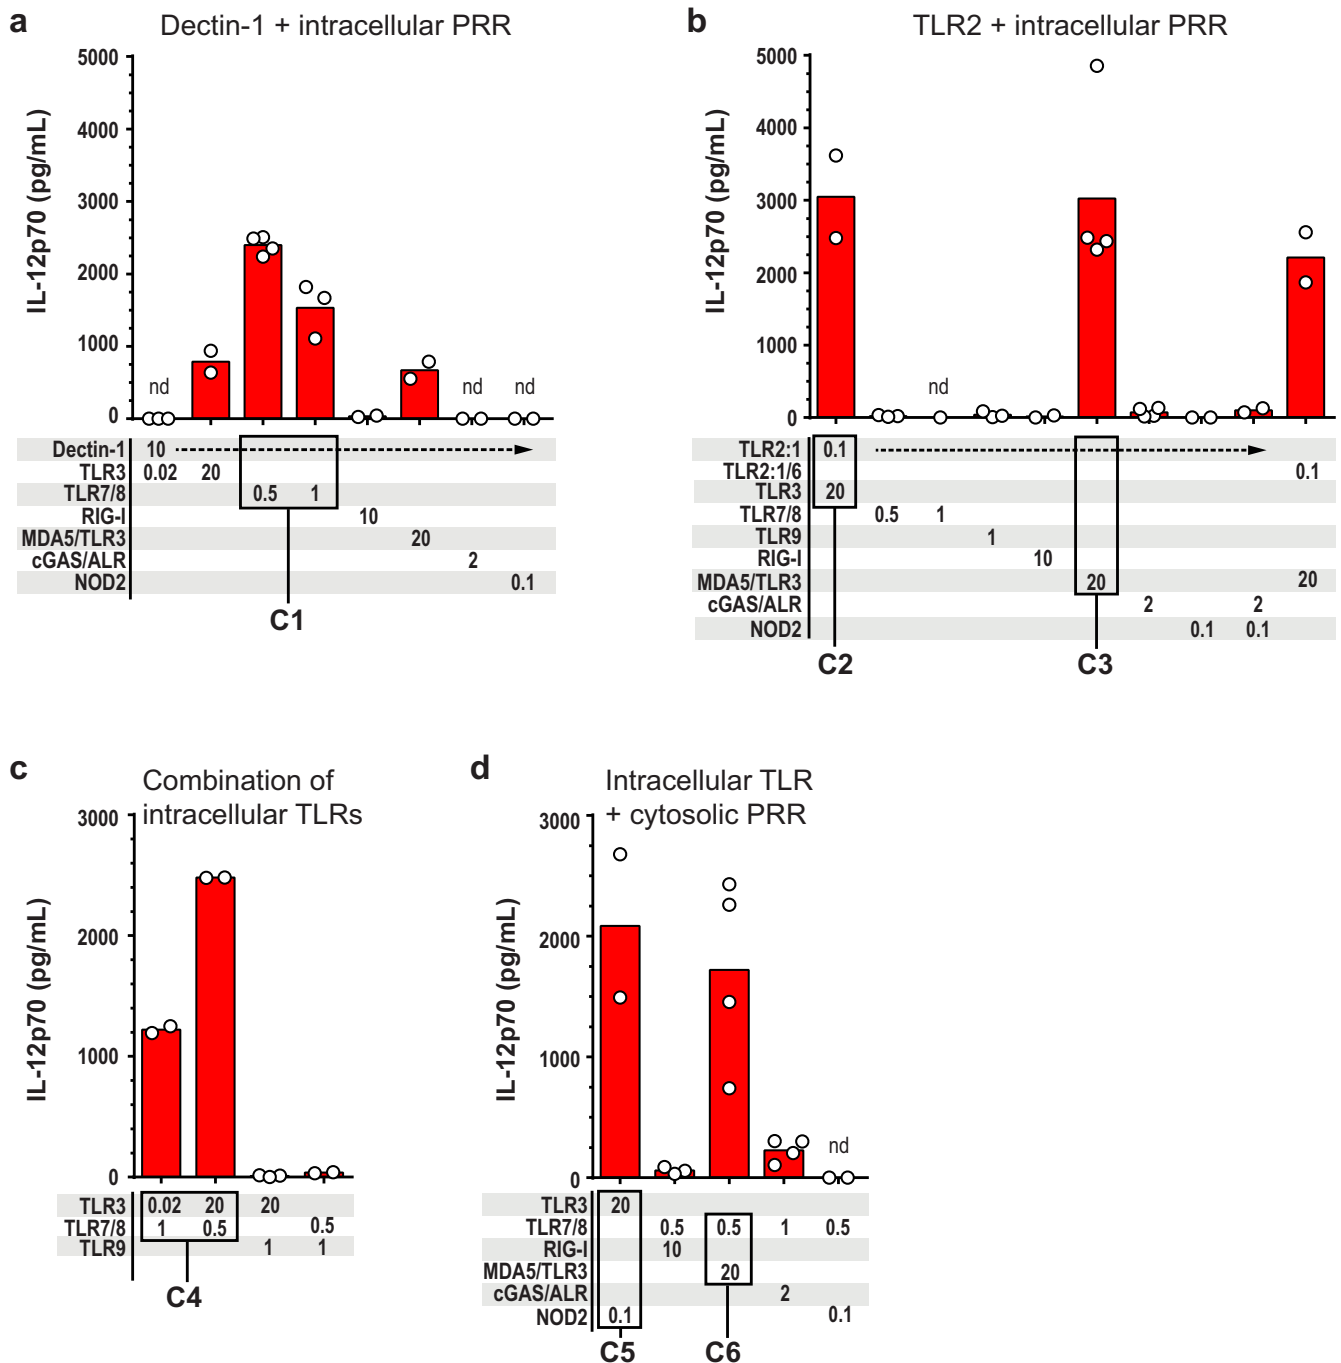 a
Dectin-1 + intracellular PRR
IL-12p70 (pg/mL)
5000
4000
3000
2000
1000
0
nd
nd
nd
Dectin-1 10
TLR3 0.02 20
TLR7/8 0.5 1
RIG-I 10
MDA5/TLR3 20
cGAS/ALR 2
NOD2 0.1
C1
b
TLR2 + intracellular PRR
IL-12p70 (pg/mL)
5000
4000
3000
2000
1000
0
nd
TLR2:1 0.1
TLR2:1/6 0.1
TLR3 20
TLR7/8 0.5 1
TLR9 1
RIG-I 10
MDA5/TLR3 20 20
cGAS/ALR 2 2
NOD2 0.1 0.1
C2 C3
c
Combination of
intracellular TLRs
IL-12p70 (pg/mL)
3000
2000
1000
0
TLR3 0.02 20 20
TLR7/8 1 0.5 0.5
TLR9 1 1
C4
d
Intracellular TLR
+ cytosolic PRR
IL-12p70 (pg/mL)
3000
2000
1000
0
nd
TLR3 20
TLR7/8 0.5 0.5 1 0.5
RIG-I 10
MDA5/TLR3 20
cGAS/ALR 2
NOD2 0.1 0.1
C5 C6